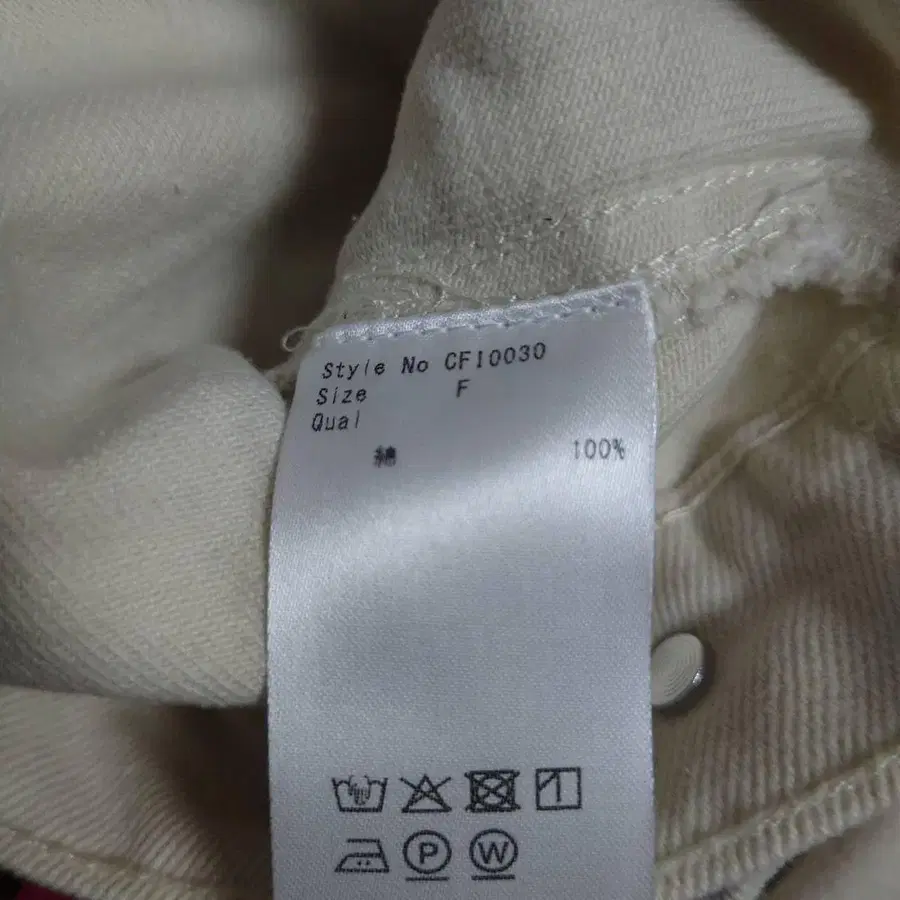 Style No CF10030
Size F
Qual
綿 100%
P W